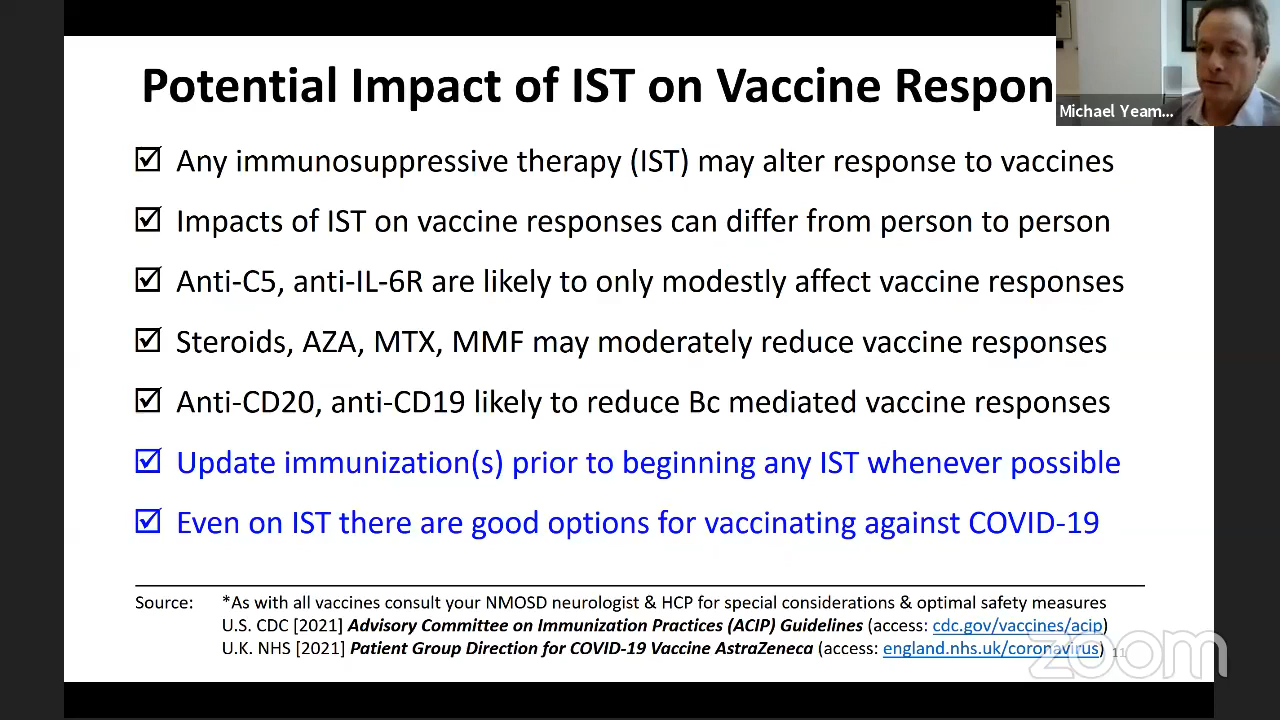 Potential Impact of IST on Vaccine Respon
Michael Yeam...
Any immunosuppressive therapy (IST) may alter response to vaccines
Impacts of IST on vaccine responses can differ from person to person
Anti-C5, anti-IL-6R are likely to only modestly affect vaccine responses
Steroids, AZA, MTX, MMF may moderately reduce vaccine responses
Anti-CD20, anti-CD19 likely to reduce Bc mediated vaccine responses
Update immunization(s) prior to beginning any IST whenever possible
Even on IST there are good options for vaccinating against COVID-19
Source: *As with all vaccines consult your NMOSD neurologist & HCP for special considerations & optimal safety measures
U.S. CDC [2021] Advisory Committee on Immunization Practices (ACIP) Guidelines (access: cdc.gov/vaccines/acip)
U.K. NHS [2021] Patient Group Direction for COVID-19 Vaccine AstraZeneca (access: england.nhs.uk/coronavirus) 11
zoom